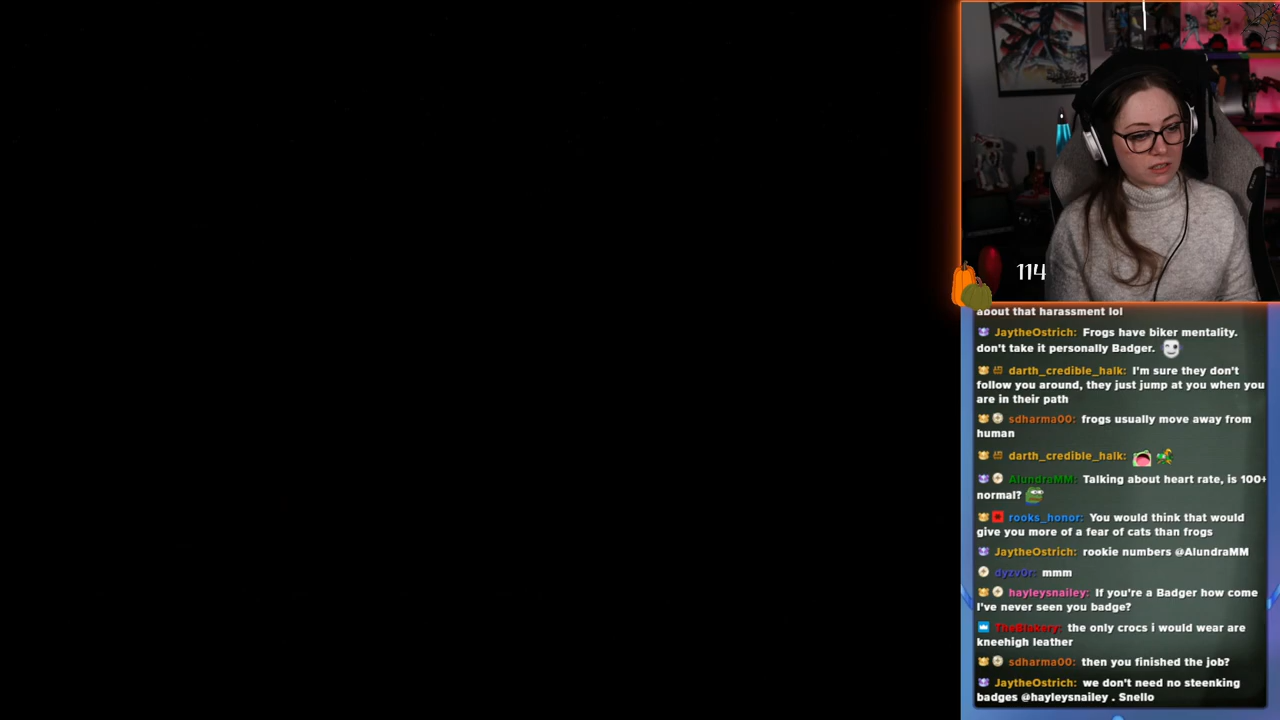 114
about that harassment lol
JaytheOstrich: Frogs have biker mentality.
don't take it personally Badger.
darth_credible_halk: I'm sure they don't
follow you around, they just jump at you when you
are in their path
sdharma00: frogs usually move away from
human
darth_credible_halk:
AlundraMM: Talking about heart rate, is 100+
normal?
rooks_honor: You would think that would
give you more of a fear of cats than frogs
JaytheOstrich: rookie numbers @AlundraMM
dyzv0r: mmm
hayleysnailey: If you're a Badger how come
I've never seen you badge?
TheBlakery: the only crocs i would wear are
kneehigh leather
sdharma00: then you finished the job?
JaytheOstrich: we don't need no steenking
badges @hayleysnailey . Snello